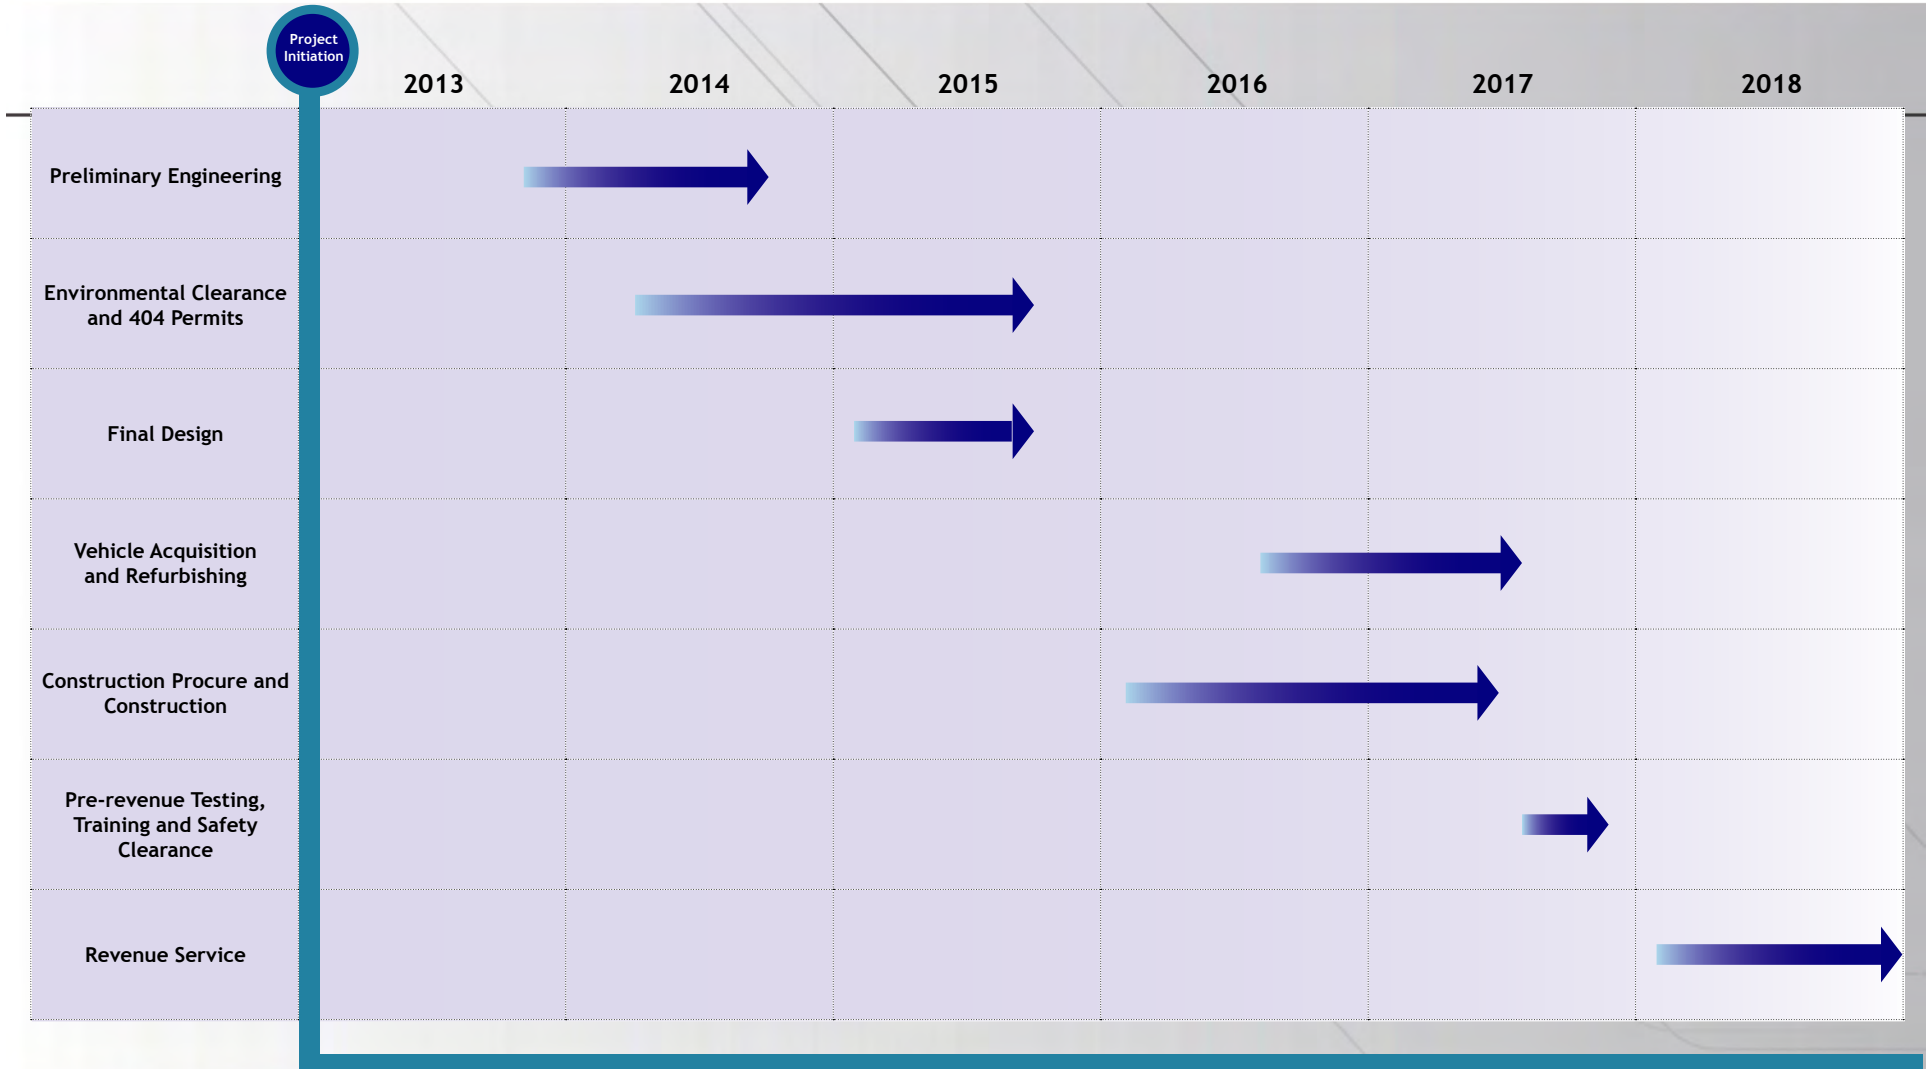 Project
Initiation
2013
2014
2015
2016
2017
2018
Preliminary Engineering
Environmental Clearance
and 404 Permits
Final Design
Vehicle Acquisition
and Refurbishing
Construction Procure and
Construction
Pre-revenue Testing,
Training and Safety
Clearance
Revenue Service